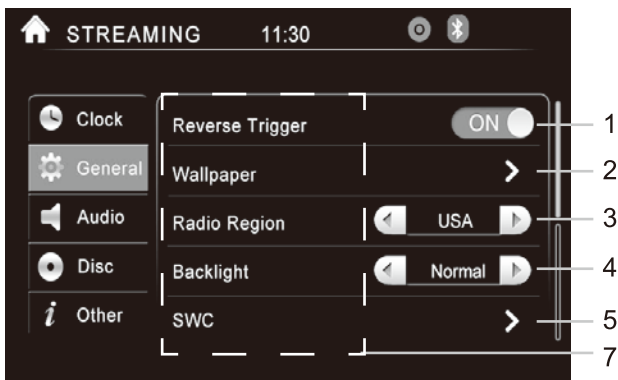 STREAMING 11:30
Clock
General
Audio
Disc
i Other
Reverse Trigger ON 1
Wallpaper 2
Radio Region USA 3
Backlight Normal 4
SWC 5
7